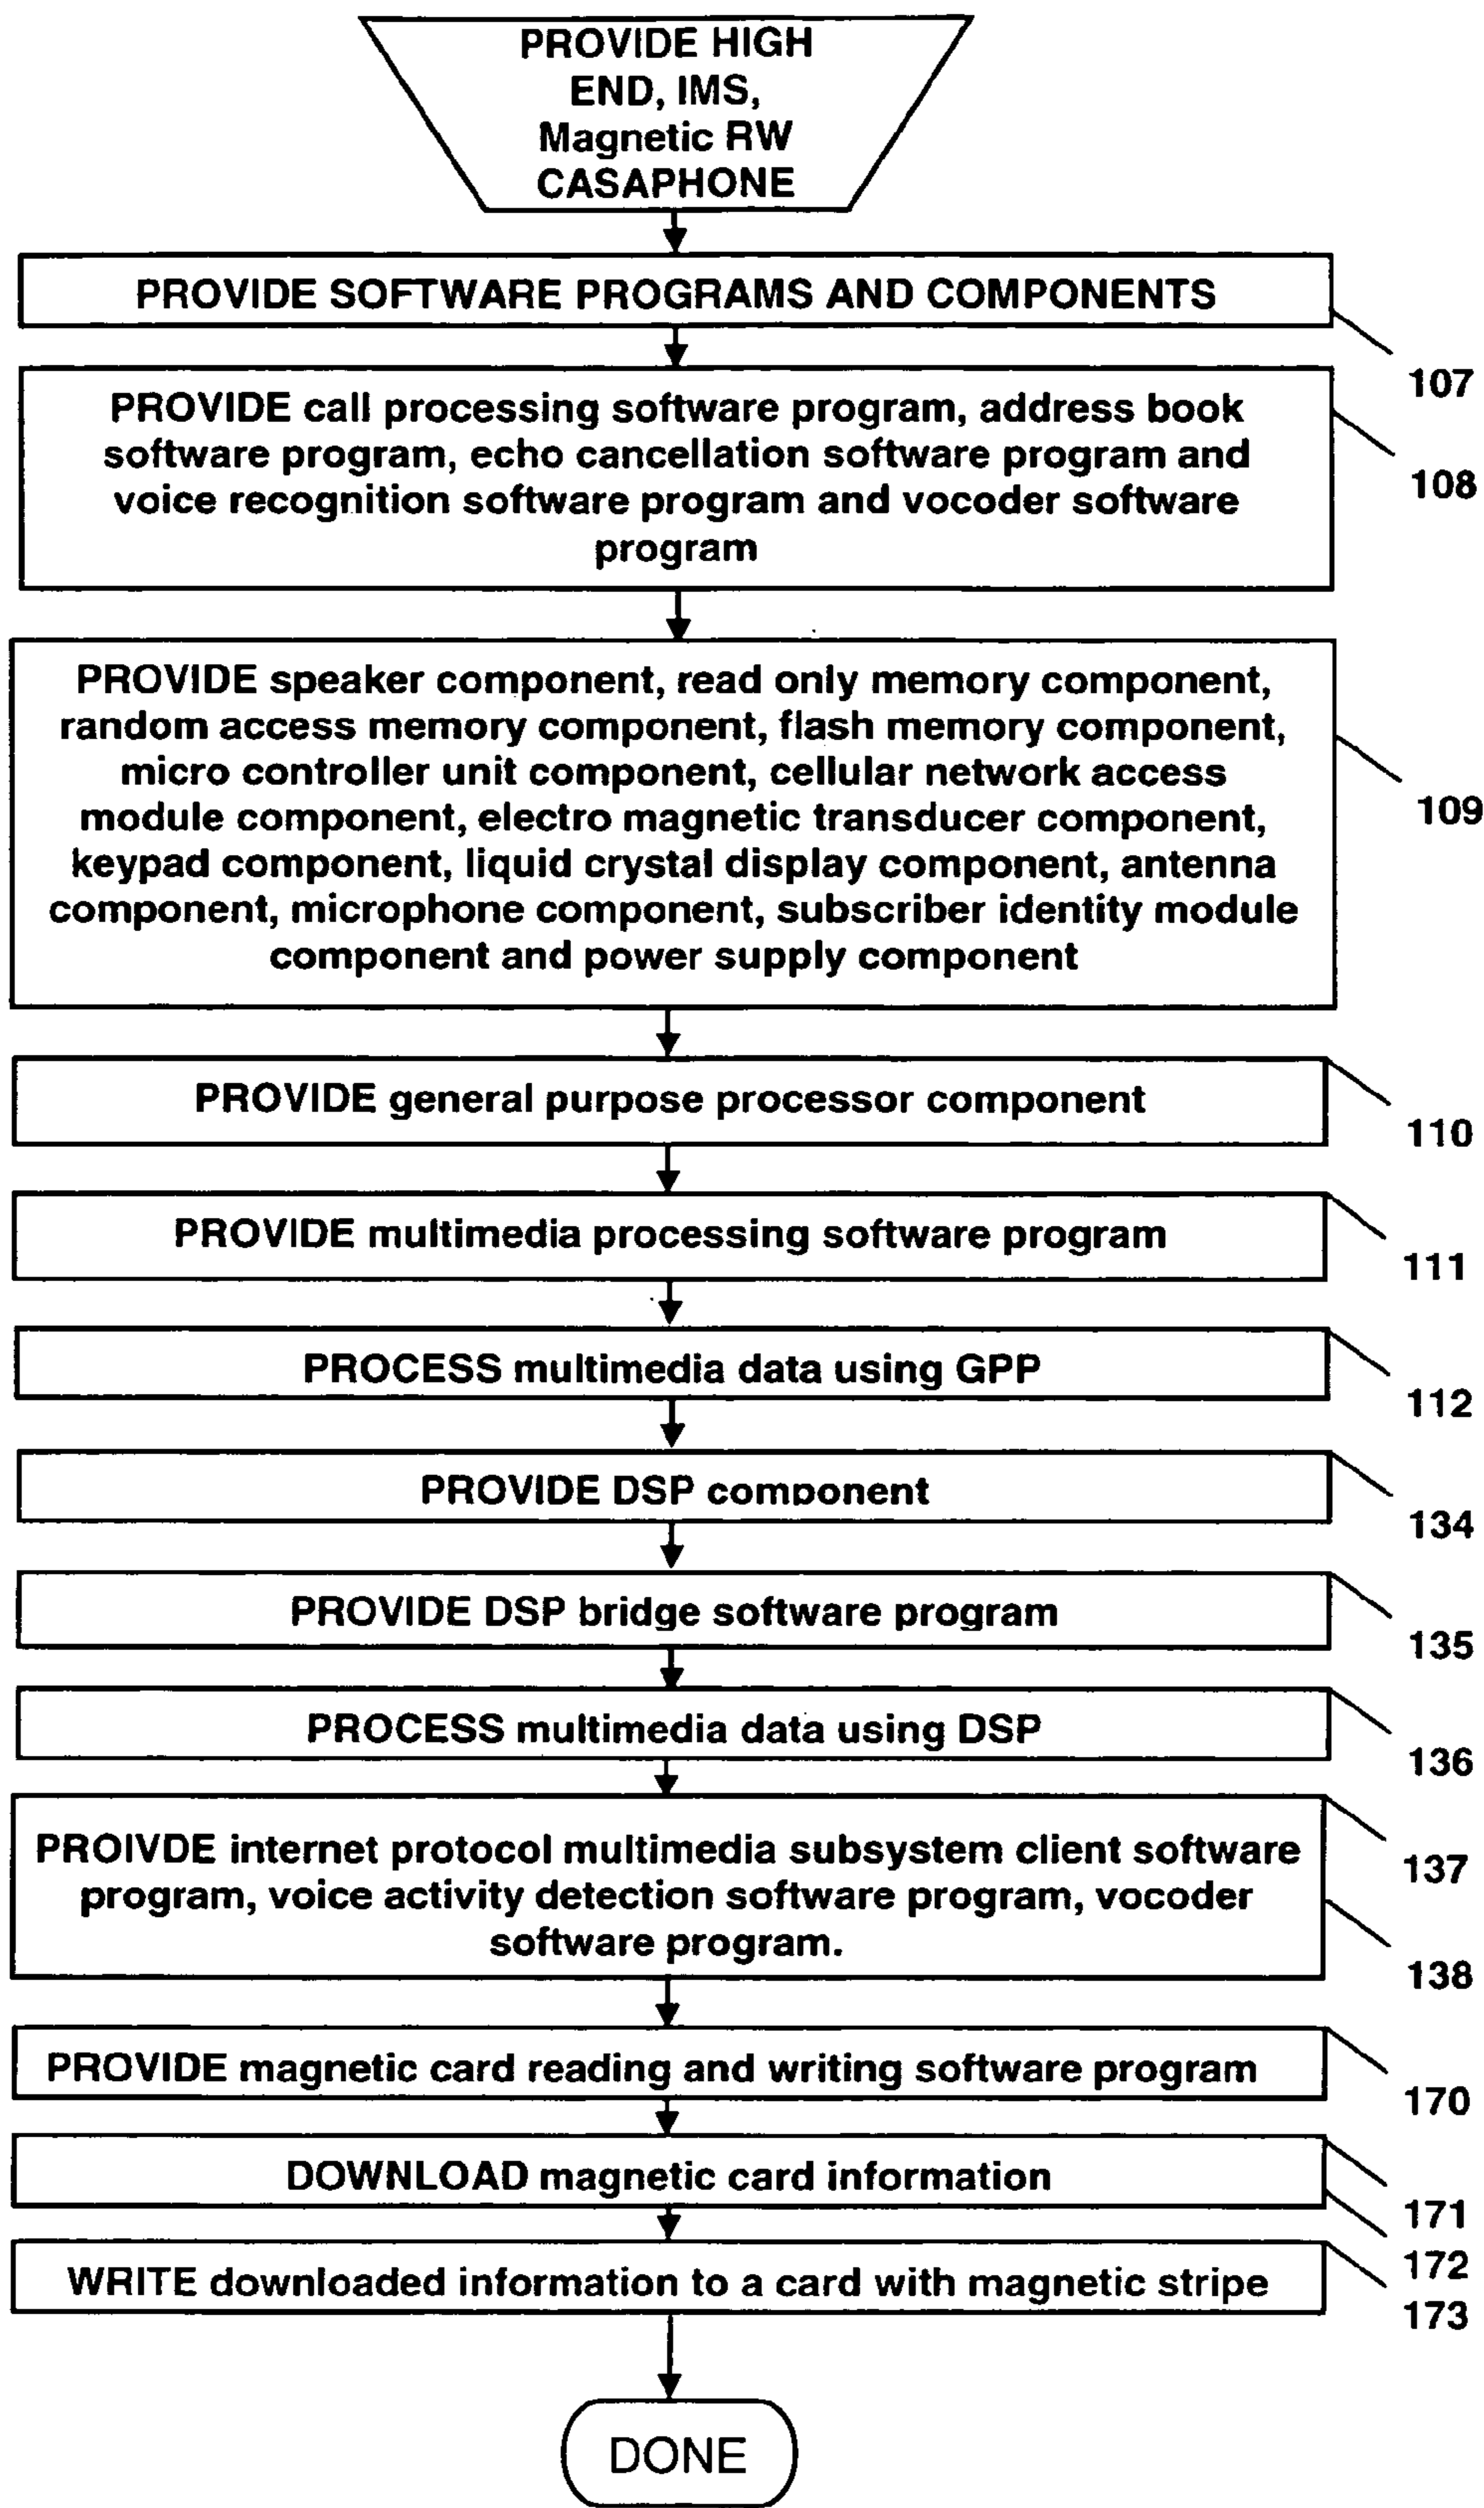 PROVIDE HIGH
END, IMS,
Magnetic RW
CASAPHONE
PROVIDE SOFTWARE PROGRAMS AND COMPONENTS
107
PROVIDE call processing software program, address book
software program, echo cancellation software program and
voice recognition software program and vocoder software
program
108
PROVIDE speaker component, read only memory component,
random access memory component, flash memory component,
micro controller unit component, cellular network access
module component, electro magnetic transducer component,
keypad component, liquid crystal display component, antenna
component, microphone component, subscriber identity module
component and power supply component
109
PROVIDE general purpose processor component
110
PROVIDE multimedia processing software program
111
PROCESS multimedia data using GPP
112
PROVIDE DSP component
134
PROVIDE DSP bridge software program
135
PROCESS multimedia data using DSP
136
PROIVDE internet protocol multimedia subsystem client software
program, voice activity detection software program, vocoder
software program.
137
138
PROVIDE magnetic card reading and writing software program
170
DOWNLOAD magnetic card information
171
172
WRITE downloaded information to a card with magnetic stripe
173
DONE